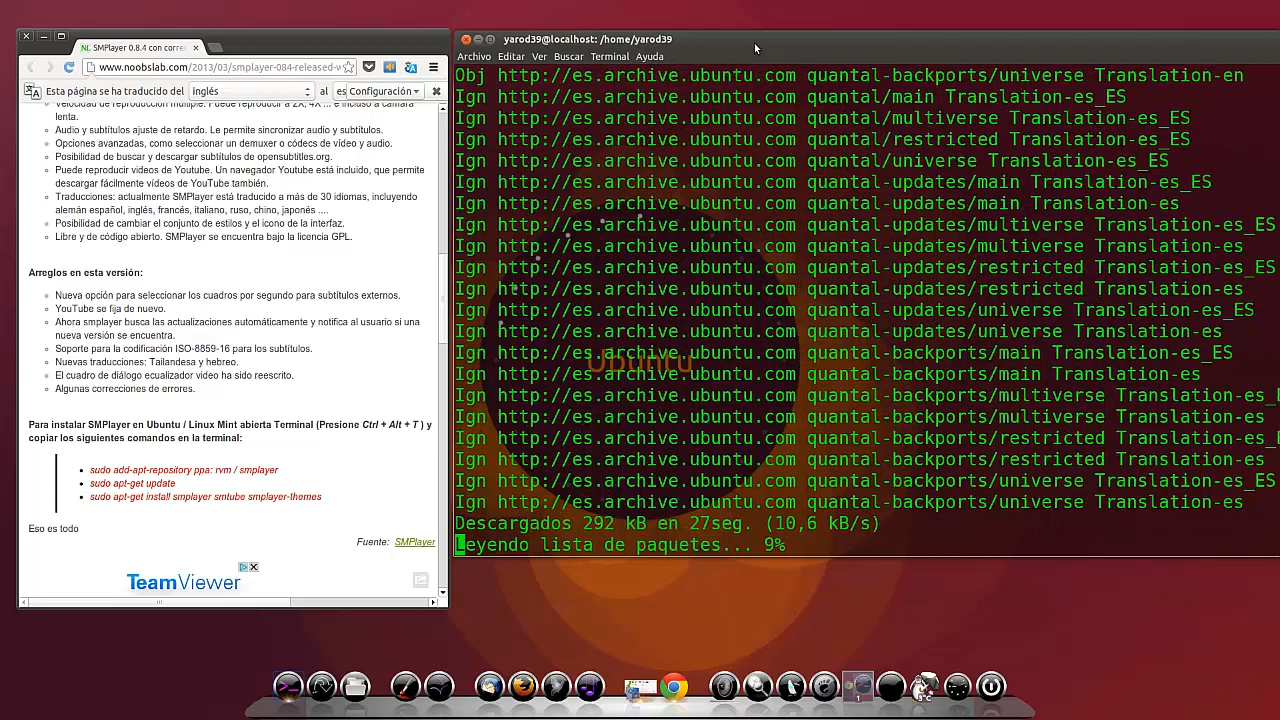 SMPlayer 0.8.4 con corre
www.noobslab.com/2013/03/smplayer-084-released-w
Esta página se ha traducido del inglés al es Configuración
Velocidad de reproducción múltiple. Puede reproducir a 2X, 4X ... e incluso a cámara
lenta.
Audio y subtítulos ajuste de retardo. Le permite sincronizar audio y subtítulos.
Opciones avanzadas, como seleccionar un demuxer o códecs de vídeo y audio.
Posibilidad de buscar y descargar subtítulos de opensubtitles.org.
Puede reproducir videos de Youtube. Un navegador Youtube está incluido, que permite
descargar fácilmente vídeos de YouTube también.
Traducciones: actualmente SMPlayer está traducido a más de 30 idiomas, incluyendo
alemán español, inglés, francés, italiano, ruso, chino, japonés ....
Posibilidad de cambiar el conjunto de estilos y el icono de la interfaz.
Libre y de código abierto. SMPlayer se encuentra bajo la licencia GPL.
Arreglos en esta versión:
Nueva opción para seleccionar los cuadros por segundo para subtítulos externos.
YouTube se fija de nuevo.
Ahora smplayer busca las actualizaciones automáticamente y notifica al usuario si una
nueva versión se encuentra.
Soporte para la codificación ISO-8859-16 para los subtítulos.
Nuevas traducciones: Tailandesa y hebreo.
El cuadro de diálogo ecualizador video ha sido reescrito.
Algunas correcciones de errores.
Para instalar SMPlayer en Ubuntu / Linux Mint abierta Terminal (Presione Ctrl + Alt + T ) y
copiar los siguientes comandos en la terminal:
sudo add-apt-repository ppa: rvm / smplayer
sudo apt-get update
sudo apt-get install smplayer smtube smplayer-themes
Eso es todo
Fuente: SMPlayer
TeamViewer
yarod39@localhost: /home/yarod39
Archivo Editar Ver Buscar Terminal Ayuda
Obj http://es.archive.ubuntu.com quantal-backports/universe Translation-en
Ign http://es.archive.ubuntu.com quantal/main Translation-es_ES
Ign http://es.archive.ubuntu.com quantal/multiverse Translation-es_ES
Ign http://es.archive.ubuntu.com quantal/restricted Translation-es_ES
Ign http://es.archive.ubuntu.com quantal/universe Translation-es_ES
Ign http://es.archive.ubuntu.com quantal-updates/main Translation-es_ES
Ign http://es.archive.ubuntu.com quantal-updates/main Translation-es
Ign http://es.archive.ubuntu.com quantal-updates/multiverse Translation-es_ES
Ign http://es.archive.ubuntu.com quantal-updates/multiverse Translation-es
Ign http://es.archive.ubuntu.com quantal-updates/restricted Translation-es_ES
Ign http://es.archive.ubuntu.com quantal-updates/restricted Translation-es
Ign http://es.archive.ubuntu.com quantal-updates/universe Translation-es_ES
Ign http://es.archive.ubuntu.com quantal-updates/universe Translation-es
Ign http://es.archive.ubuntu.com quantal-backports/main Translation-es_ES
Ign http://es.archive.ubuntu.com quantal-backports/main Translation-es
Ign http://es.archive.ubuntu.com quantal-backports/multiverse Translation-es_E
Ign http://es.archive.ubuntu.com quantal-backports/multiverse Translation-es
Ign http://es.archive.ubuntu.com quantal-backports/restricted Translation-es_E
Ign http://es.archive.ubuntu.com quantal-backports/restricted Translation-es
Ign http://es.archive.ubuntu.com quantal-backports/universe Translation-es_ES
Ign http://es.archive.ubuntu.com quantal-backports/universe Translation-es
Descargados 292 kB en 27seg. (10,6 kB/s)
Leyendo lista de paquetes... 9%
Ubuntu